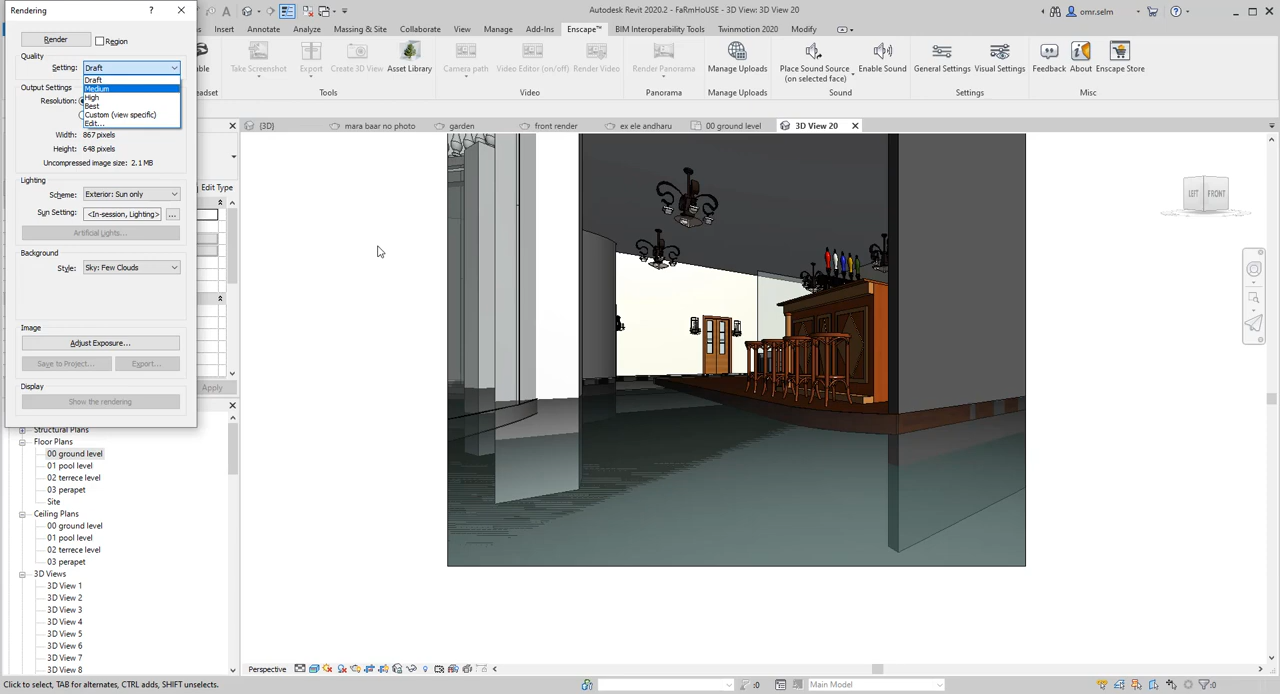 Rendering
? 
Autodesk Revit 2020.2 - FaRmHoUSE - 3D View: 3D View 20
omr.selm
Insert Annotate Analyze Massing & Site Collaborate View Manage Add-Ins Enscape™ BIM Interoperability Tools Twinmotion 2020 Modify
Take Screenshot Export Create 3D View Asset Library
Camera path Video Editor (on/off) Render Video
Render Panorama Manage Uploads
Place Sound Source (on selected face) Enable Sound
General Settings Visual Settings
Feedback About Enscape Store
Tools Video Panorama Manage Uploads Sound Settings Misc
Render Region
Quality
Setting: Draft
Draft
Medium
High
Best
Custom (view specific)
Edit...
Output Settings
Resolution:
Width: 867 pixels
Height: 648 pixels
Uncompressed image size: 2.1 MB
Lighting
Scheme: Exterior: Sun only
Sun Setting: <In-session, Lighting> ...
Artificial Lights...
Background
Style: Sky: Few Clouds
Image
Adjust Exposure...
Save to Project... Export...
Display
Show the rendering
Edit Type
Apply
{3D} mara baar no photo garden front render ex ele andharu 00 ground level 3D View 20
LEFT FRONT
Structural Plans
Floor Plans
00 ground level
01 pool level
02 terrece level
03 perapet
Site
Ceiling Plans
00 ground level
01 pool level
02 terrece level
03 perapet
3D Views
3D View 1
3D View 2
3D View 3
3D View 4
3D View 5
3D View 6
3D View 7
3D View 8
Perspective
Click to select, TAB for alternates, CTRL adds, SHIFT unselects.
:0 Main Model :0